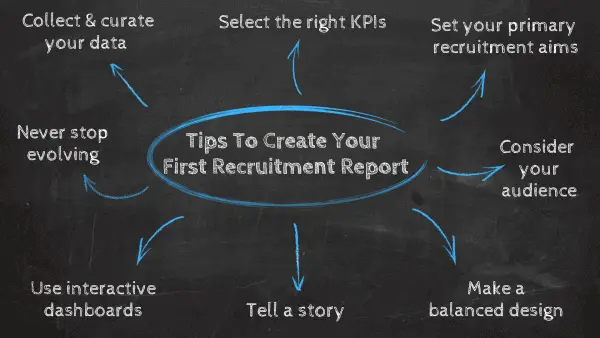 Collect & curate
your data
Select the right KPIs
Set your primary
recruitment aims
Never stop
evolving
Tips To Create Your
First Recruitment Report
Consider
your
audience
Use interactive
dashboards
Tell a story
Make a
balanced design